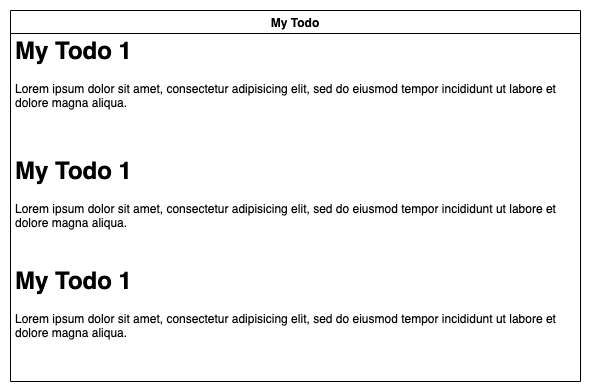 My Todo
My Todo 1
Lorem ipsum dolor sit amet, consectetur adipisicing elit, sed do eiusmod tempor incididunt ut labore et
dolore magna aliqua.
My Todo 1
Lorem ipsum dolor sit amet, consectetur adipisicing elit, sed do eiusmod tempor incididunt ut labore et
dolore magna aliqua.
My Todo 1
Lorem ipsum dolor sit amet, consectetur adipisicing elit, sed do eiusmod tempor incididunt ut labore et
dolore magna aliqua.